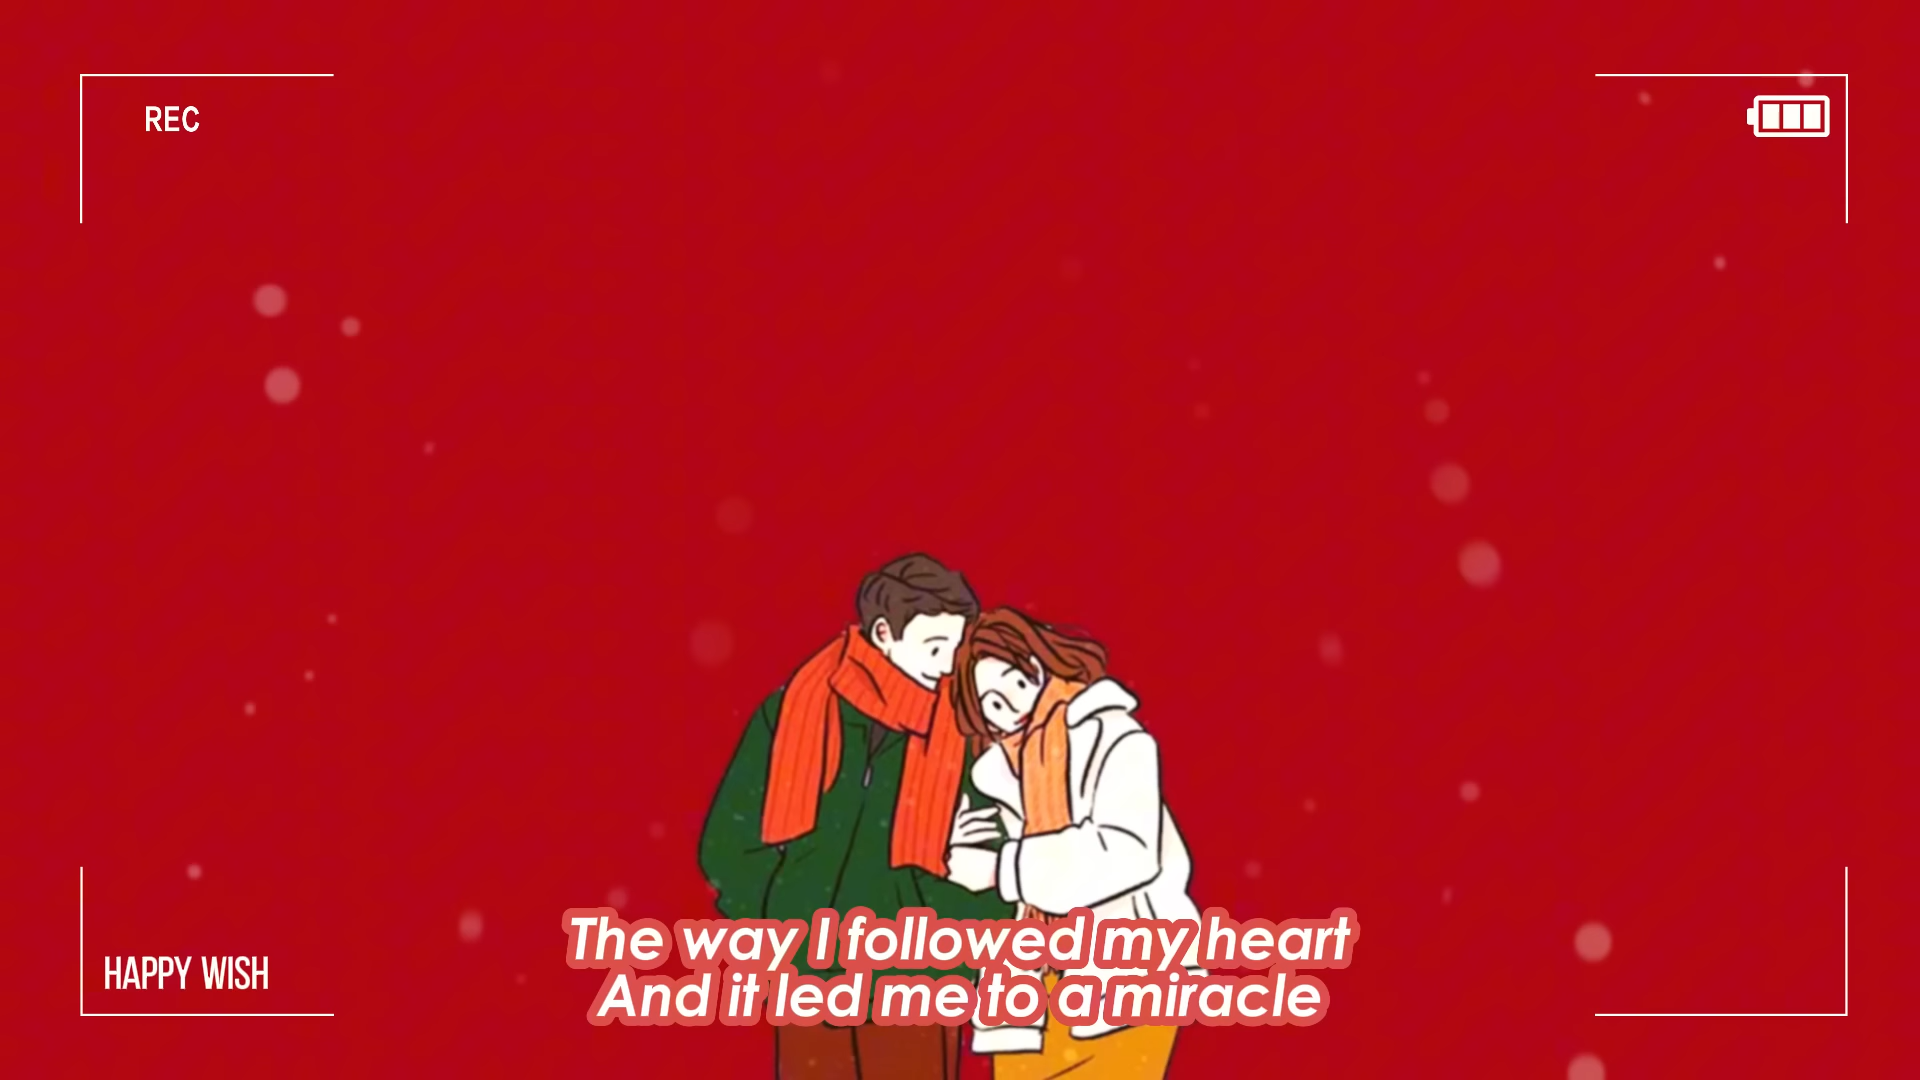 REC
The way I followed my heart
And it led me to a miracle
HAPPY WISH